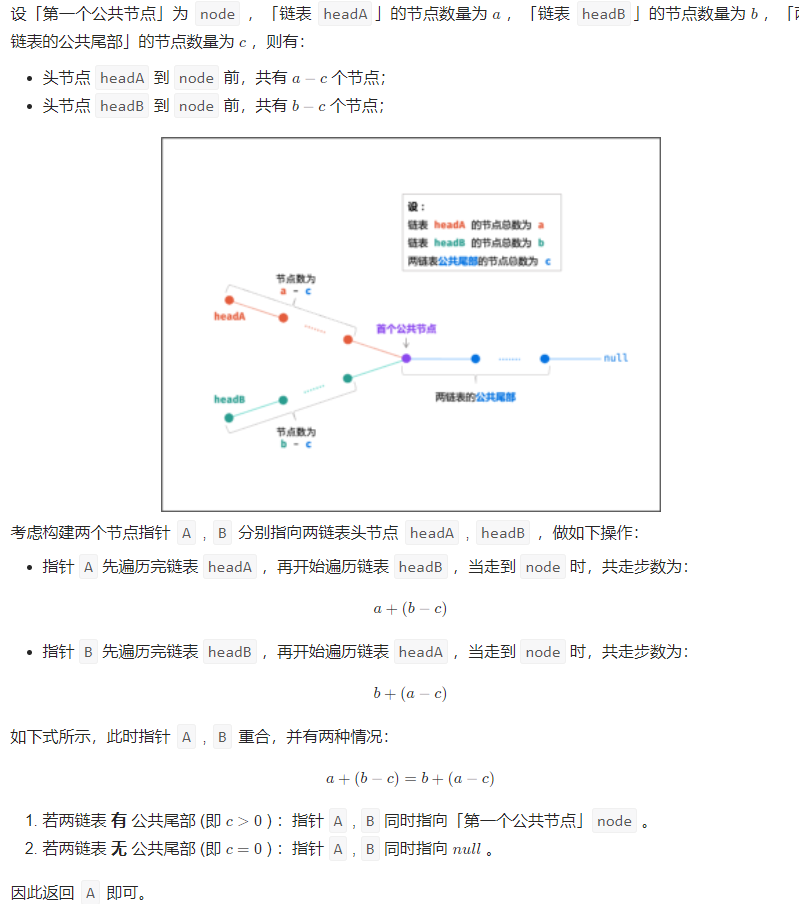 设「第一个公共节点」为 node ，「链表 headA 」的节点数量为 a ，「链表 headB 」的节点数量为 b ，「
链表的公共尾部」的节点数量为 c ，则有：
• 头节点 headA 到 node 前，共有 a − c 个节点；
• 头节点 headB 到 node 前，共有 b − c 个节点；
设：
链表 headA 的节点总数为 a
链表 headB 的节点总数为 b
两链表公共尾部的节点总数为 c
节点数为
a - c
headA
首个公共节点
null
headB
两链表的公共尾部
节点数为
b - c
考虑构建两个节点指针 A , B 分别指向两链表头节点 headA , headB ，做如下操作：
• 指针 A 先遍历完链表 headA ，再开始遍历链表 headB ，当走到 node 时，共走步数为：
a + (b − c)
• 指针 B 先遍历完链表 headB ，再开始遍历链表 headA ，当走到 node 时，共走步数为：
b + (a − c)
如下式所示，此时指针 A , B 重合，并有两种情况：
a + (b − c) = b + (a − c)
1. 若两链表 有 公共尾部 (即 c > 0 ) ：指针 A , B 同时指向「第一个公共节点」 node 。
2. 若两链表 无 公共尾部 (即 c = 0 ) ：指针 A , B 同时指向 null 。
因此返回 A 即可。